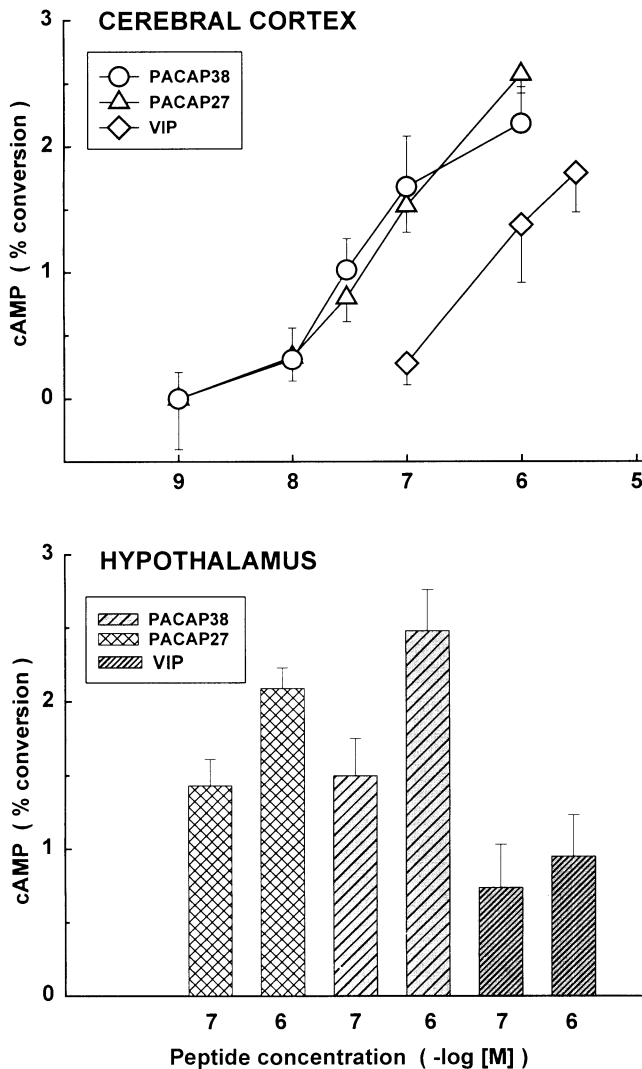 CEREBRAL CORTEX
PACAP38
PACAP27
VIP
cAMP ( % conversion )
3
2
1
0
9 8 7 6 5
HYPOTHALAMUS
PACAP38
PACAP27
VIP
cAMP ( % conversion )
3
2
1
0
7 6 7 6 7 6
Peptide concentration ( -log [M] )